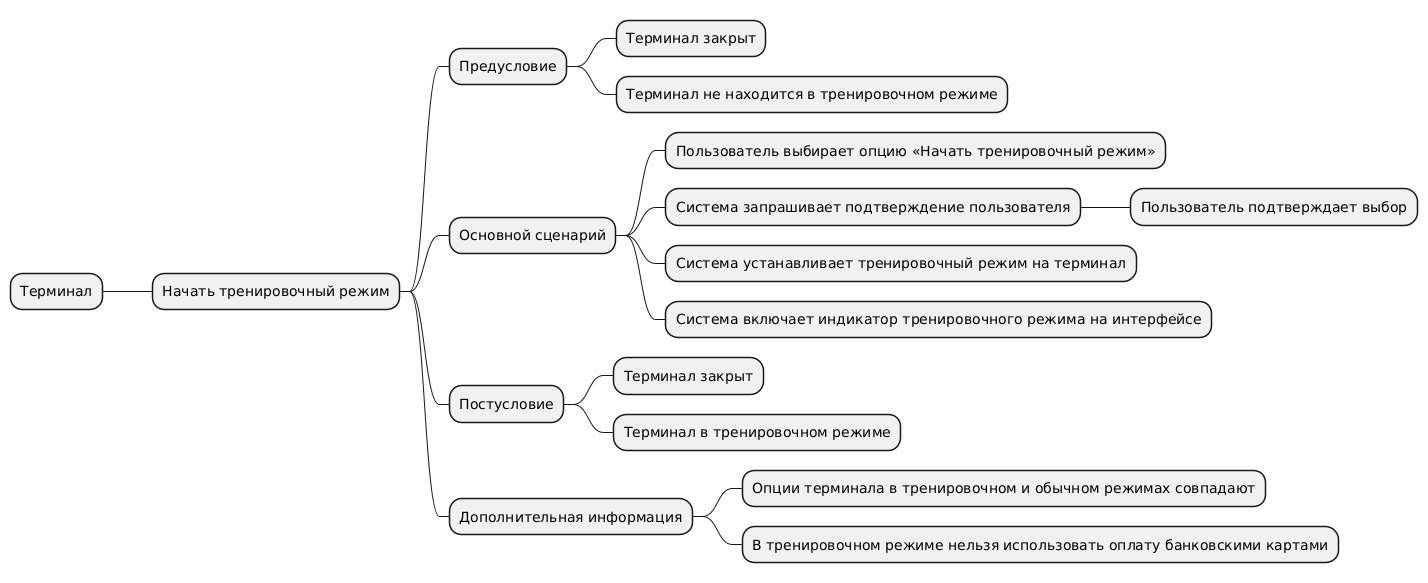 Терминал
Начать тренировочный режим
Предусловие
Терминал закрыт
Терминал не находится в тренировочном режиме
Основной сценарий
Пользователь выбирает опцию «Начать тренировочный режим»
Система запрашивает подтверждение пользователя
Пользователь подтверждает выбор
Система устанавливает тренировочный режим на терминал
Система включает индикатор тренировочного режима на интерфейсе
Постусловие
Терминал закрыт
Терминал в тренировочном режиме
Дополнительная информация
Опции терминала в тренировочном и обычном режимах совпадают
В тренировочном режиме нельзя использовать оплату банковскими картами